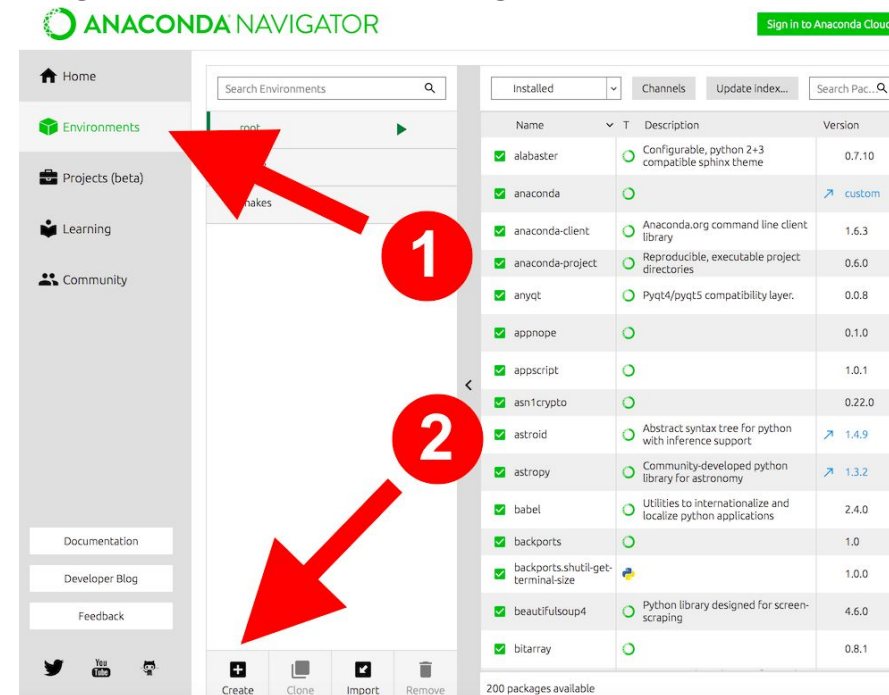 ANACONDA NAVIGATOR
Sign in to Anaconda Cloud
Home
Environments
Projects (beta)
Learning
Community
Documentation
Developer Blog
Feedback
You
Tube
Search Environments
root
1
2
Create
Clone
Import
Remove
Installed
Channels
Update index...
Search Pac...
Name
T
Description
Version
alabaster
Configurable, python 2+3
compatible sphinx theme
0.7.10
anaconda
custom
anaconda-client
Anaconda.org command line client
library
1.6.3
anaconda-project
Reproducible, executable project
directories
0.6.0
anyqt
Pyqt4/pyqt5 compatibility layer.
0.0.8
appnope
0.1.0
appscript
1.0.1
asn1crypto
0.22.0
astroid
Abstract syntax tree for python
with inference support
1.4.9
astropy
Community-developed python
library for astronomy
1.3.2
babel
Utilities to internationalize and
localize python applications
2.4.0
backports
1.0
backports.shutil-get-
terminal-size
1.0.0
beautifulsoup4
Python library designed for screen-
scraping
4.6.0
bitarray
0.8.1
200 packages available